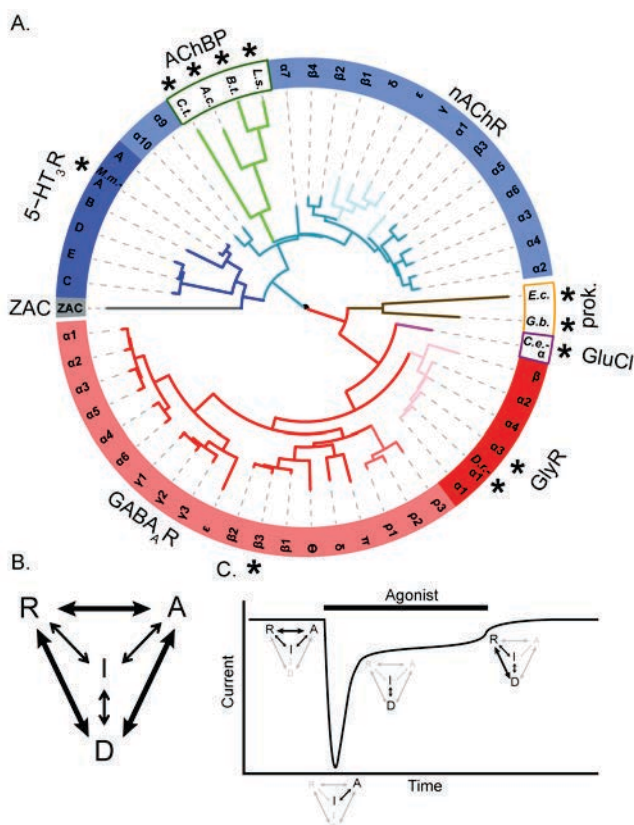 A.
AChBP
* * * *
C.t.
A.c.
B.t.
L.s.
nAChR
α7
β4
β2
β1
δ
ε
γ
α1
β3
α5
α6
α3
α4
α2
prok.
E.c. *
G.b. *
GluCl
C.e.-
α *
GlyR
β
α2
α4
α3
D.r.-
α1 *
α1 *
ρ3
ρ2
ρ1
π
δ
Θ
β1
β3 *
β2
ε
γ3
γ2
γ1
α6
α4
α5
α3
α2
α1
GABA_A R
ZAC
ZAC
C
E
D
B
A
M.m.-
A
*
5-HT₃R
α10
α9
B.
R A
I
D
C.
Agonist
Current
Time
R A
I
D
R A
I
D
R A
I
D
R A
I